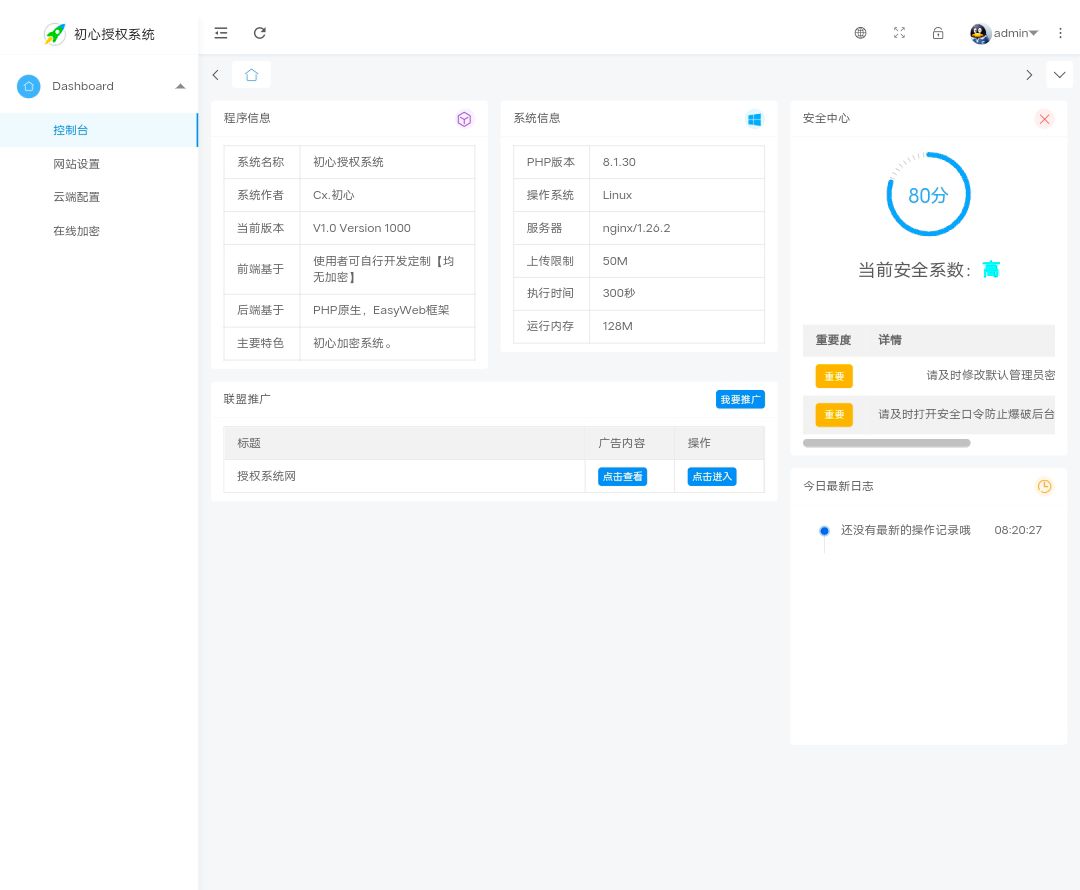 初心授权系统
admin
Dashboard
控制台
网站设置
云端配置
在线加密
程序信息
系统名称 初心授权系统
系统作者 Cx.初心
当前版本 V1.0 Version 1000
前端基于 使用者可自行开发定制【均
无加密】
后端基于 PHP原生，EasyWeb框架
主要特色 初心加密系统。
系统信息
PHP版本 8.1.30
操作系统 Linux
服务器 nginx/1.26.2
上传限制 50M
执行时间 300秒
运行内存 128M
安全中心
80分
当前安全系数：高
重要度 详情
重要 请及时修改默认管理员密
重要 请及时打开安全口令防止爆破后台
联盟推广 我要推广
标题 广告内容 操作
授权系统网 点击查看 点击进入
今日最新日志
还没有最新的操作记录哦 08:20:27